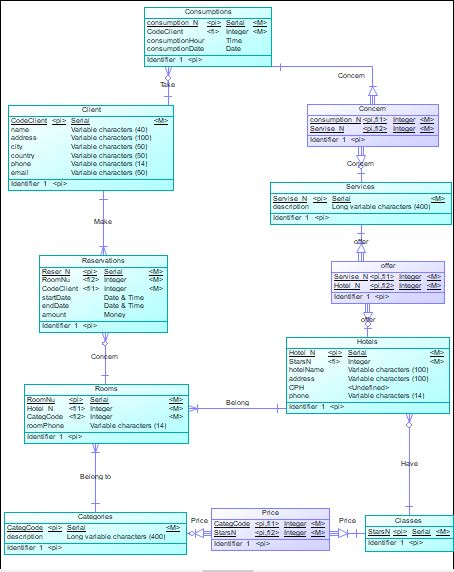 Consumptions
consumption_N <pi> Serial <M>
CodeClient <fi> Integer <M>
consumptionHour Time
consumptionDate Date
Identifier_1 <pi>
Take
Concern
Client
CodeClient <pi> Serial <M>
name Variable characters (40)
address Variable characters (100)
city Variable characters (50)
country Variable characters (50)
phone Variable characters (14)
email Variable characters (50)
Identifier_1 <pi>
Concern
consumption_N <pi,fi1> Integer <M>
Servise_N <pi,fi2> Integer <M>
Identifier_1 <pi>
Concern
Services
Servise_N <pi> Serial <M>
description Long variable characters (400)
Identifier_1 <pi>
Make
offer
Reservations
Reser_N <pi> Serial <M>
RoomNu <fi2> Integer <M>
CodeClient <fi1> Integer <M>
startDate Date & Time
endDate Date & Time
amount Money
Identifier_1 <pi>
offer
Servise_N <pi,fi1> Integer <M>
Hotel_N <pi,fi2> Integer <M>
Identifier_1 <pi>
offer
Concern
Hotels
Hotel_N <pi> Serial <M>
StarsN <fi> Integer <M>
hotelName Variable characters (100)
address Variable characters (100)
CPH <Undefined>
phone Variable characters (14)
Identifier_1 <pi>
Rooms
RoomNu <pi> Serial <M>
Hotel_N <fi1> Integer <M>
CategCode <fi2> Integer <M>
roomPhone Variable characters (14)
Identifier_1 <pi>
Belong
Belong to
Have
Categories
CategCode <pi> Serial <M>
description Long variable characters (400)
Identifier_1 <pi>
Price
Price
CategCode <pi,fi1> Integer <M>
StarsN <pi,fi2> Integer <M>
Identifier_1 <pi>
Price
Classes
StarsN <pi> Serial <M>
Identifier_1 <pi>